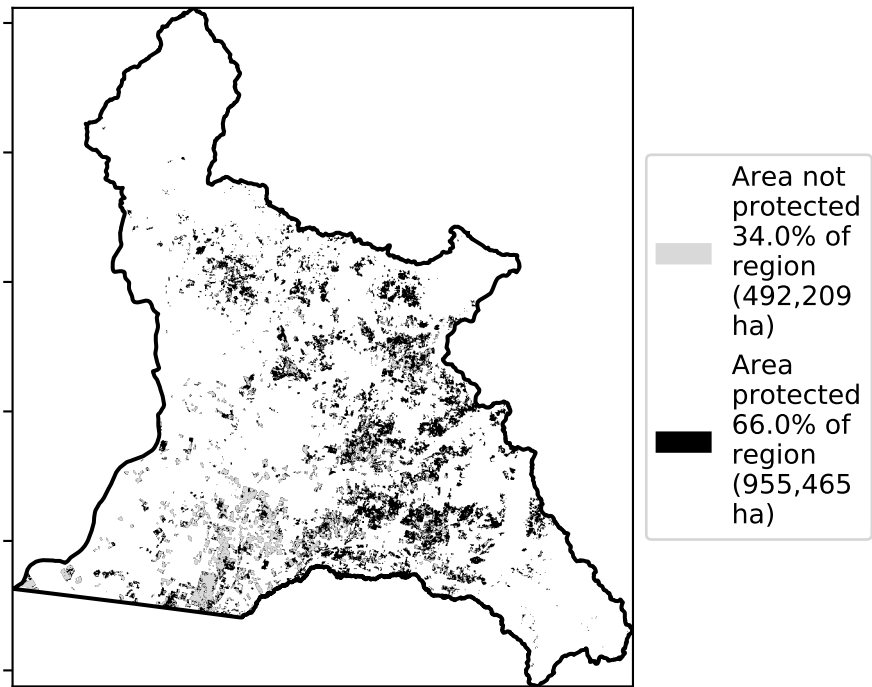 Area not
protected
34.0% of
region
(492,209
ha)
Area
protected
66.0% of
region
(955,465
ha)